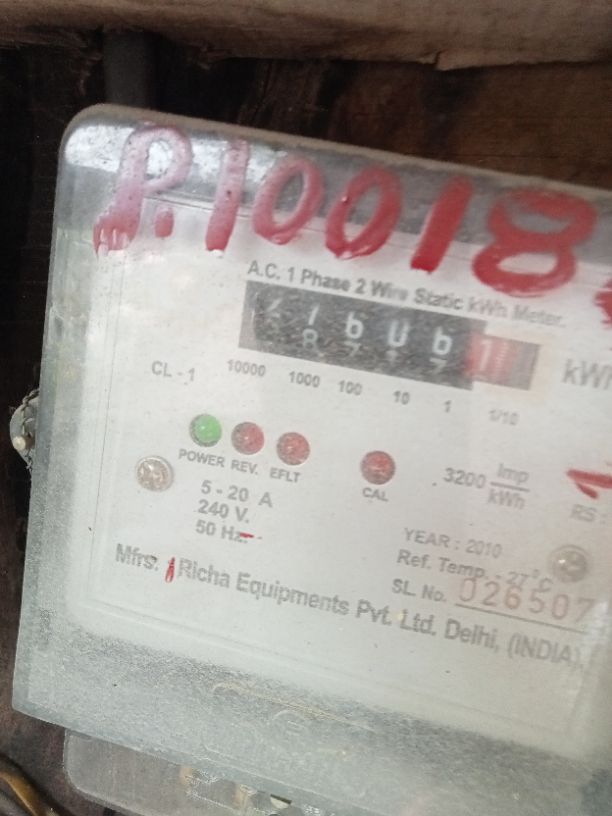 P.10018
A.C. 1 Phase 2 Wire Static kWh Meter.
kWh
CL - 1 10000 1000 100 10 1 1/10
POWER REV. EFLT CAL
3200 Imp/kWh
5 - 20 A
240 V.
50 Hz.
RS :
YEAR : 2010
Ref. Temp. - 27°C
SL. No. 026507
Mfrs. Richa Equipments Pvt. Ltd. Delhi, (INDIA).